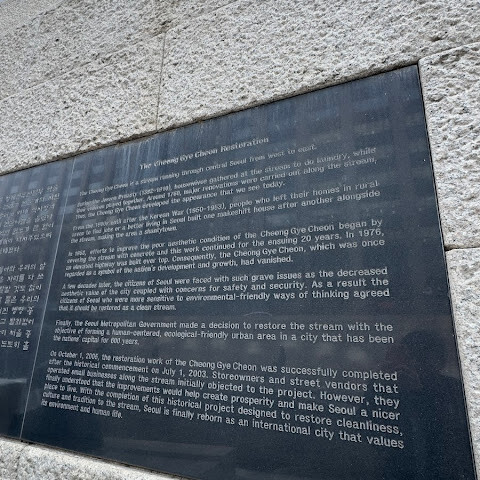 The Cheong Gye Cheon Restoration
The Cheong Gye Cheon is a stream running through central Seoul from west to east.
During the Joseon Dynasty (1392-1910), housewives gathered at the stream to do laundry, while
their children played together. Around 1760, major renovations were carried out along the stream.
Then, the Cheong Gye Cheon developed the appearance that we see today.
From the 1945 until after the Korean War (1950-1953), people who left their homes in rural
areas to find jobs or a better living in Seoul built one makeshift house after another alongside
the stream, making the area a shantytown.
In 1955, work to improve the poor aesthetic condition of the Cheong Gye Cheon began by
covering the stream with concrete and this work continued for the ensuing 20 years. In 1976,
an elevated highway was built over top. Consequently, the Cheong Gye Cheon, which was once
regarded as a symbol of the nation's development and growth, had vanished.
A few decades later, the citizens of Seoul were faced with such grave issues as the decreased
aesthetic value of the city coupled with concerns for safety and security. As a result the
citizens of Seoul who were more sensitive to environmental-friendly ways of thinking agreed
that it should be restored as a clean stream.
Finally, the Seoul Metropolitan Government made a decision to restore the stream with the
objective of forming a human-centered, ecological-friendly urban area in a city that has been
the nations' capital for 600 years.
On October 1, 2005, the restoration work of the Cheong Gye Cheon was successfully completed
after the historical commencement on July 1, 2003. Storeowners and street vendors that
operated small businesses along the stream initially objected to the project. However, they
finally understood that the improvements would help create prosperity and make Seoul a nicer
place to live. With the completion of this historical project designed to restore cleanliness,
culture and tradition to the stream, Seoul is finally reborn as an international city that values
its environment and human life.